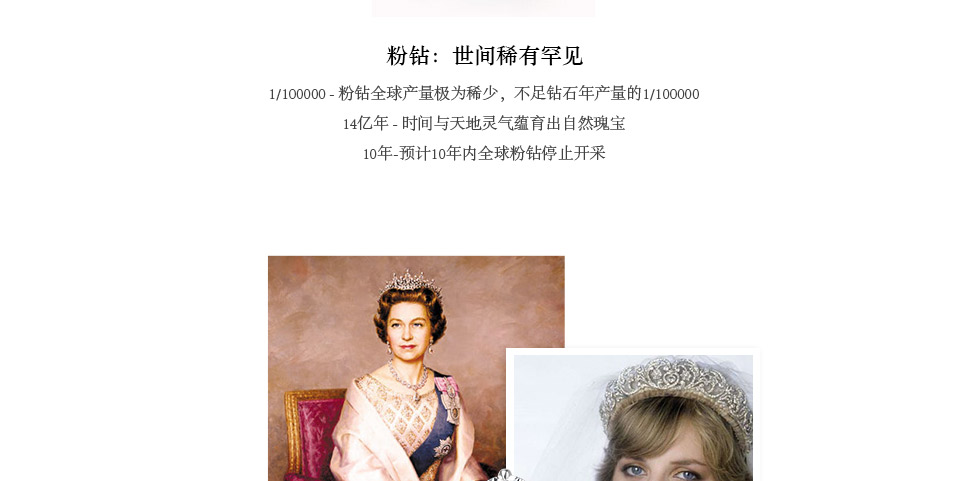 粉钻：世间稀有罕见
1/100000 - 粉钻全球产量极为稀少，不足钻石年产量的1/100000
14亿年 - 时间与天地灵气蕴育出自然瑰宝
10年-预计10年内全球粉钻停止开采